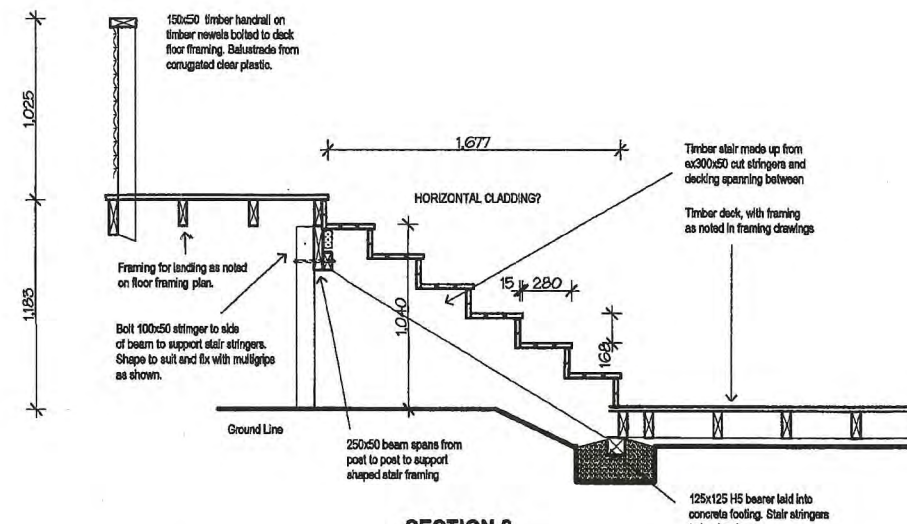 150x50 timber handrail on
timber newels bolted to deck
floor fframing. Balustrade from
corrugated clear plastic.
1.025
1.677
Timber stair made up from
ex300x50 cut stringers and
decking spanning between
HORIZONTAL CLADDING?
Timber deck, with framing
as noted in framing drawings
Framing for landing as noted
on floor framing plan.
15 280
1.185
1.040
168
Bolt 100x50 stringer to side
of beam to support stair stringers.
Shape to suit and fix with multigrips
as shown.
Ground Line
250x50 beam spans from
post to post to support
shaped stair framing
125x125 H5 bearer laid into
concrete footing. Stair stringers